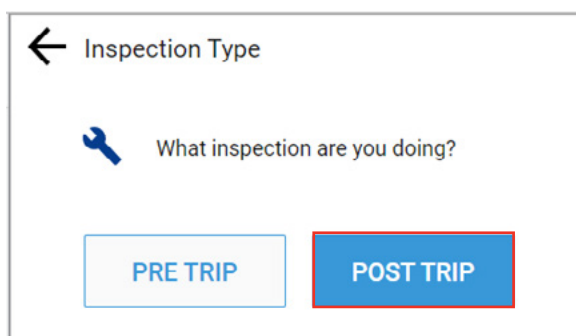 Inspection Type
What inspection are you doing?
PRE TRIP
POST TRIP